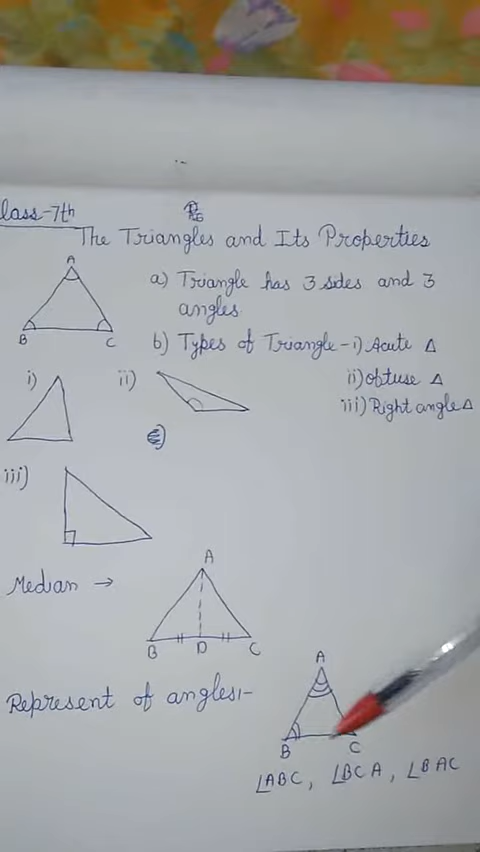 lass-7th
The Triangles and Its Properties
A
B C
a) Triangle has 3 sides and 3
angles
b) Types of Triangle - i) Acute Δ
ii) obtuse Δ
iii) Right angle Δ
i) ii)
iii)
Median →
A
B D C
Represent of angles:-
A
B C
∠ABC, ∠BCA, ∠BAC